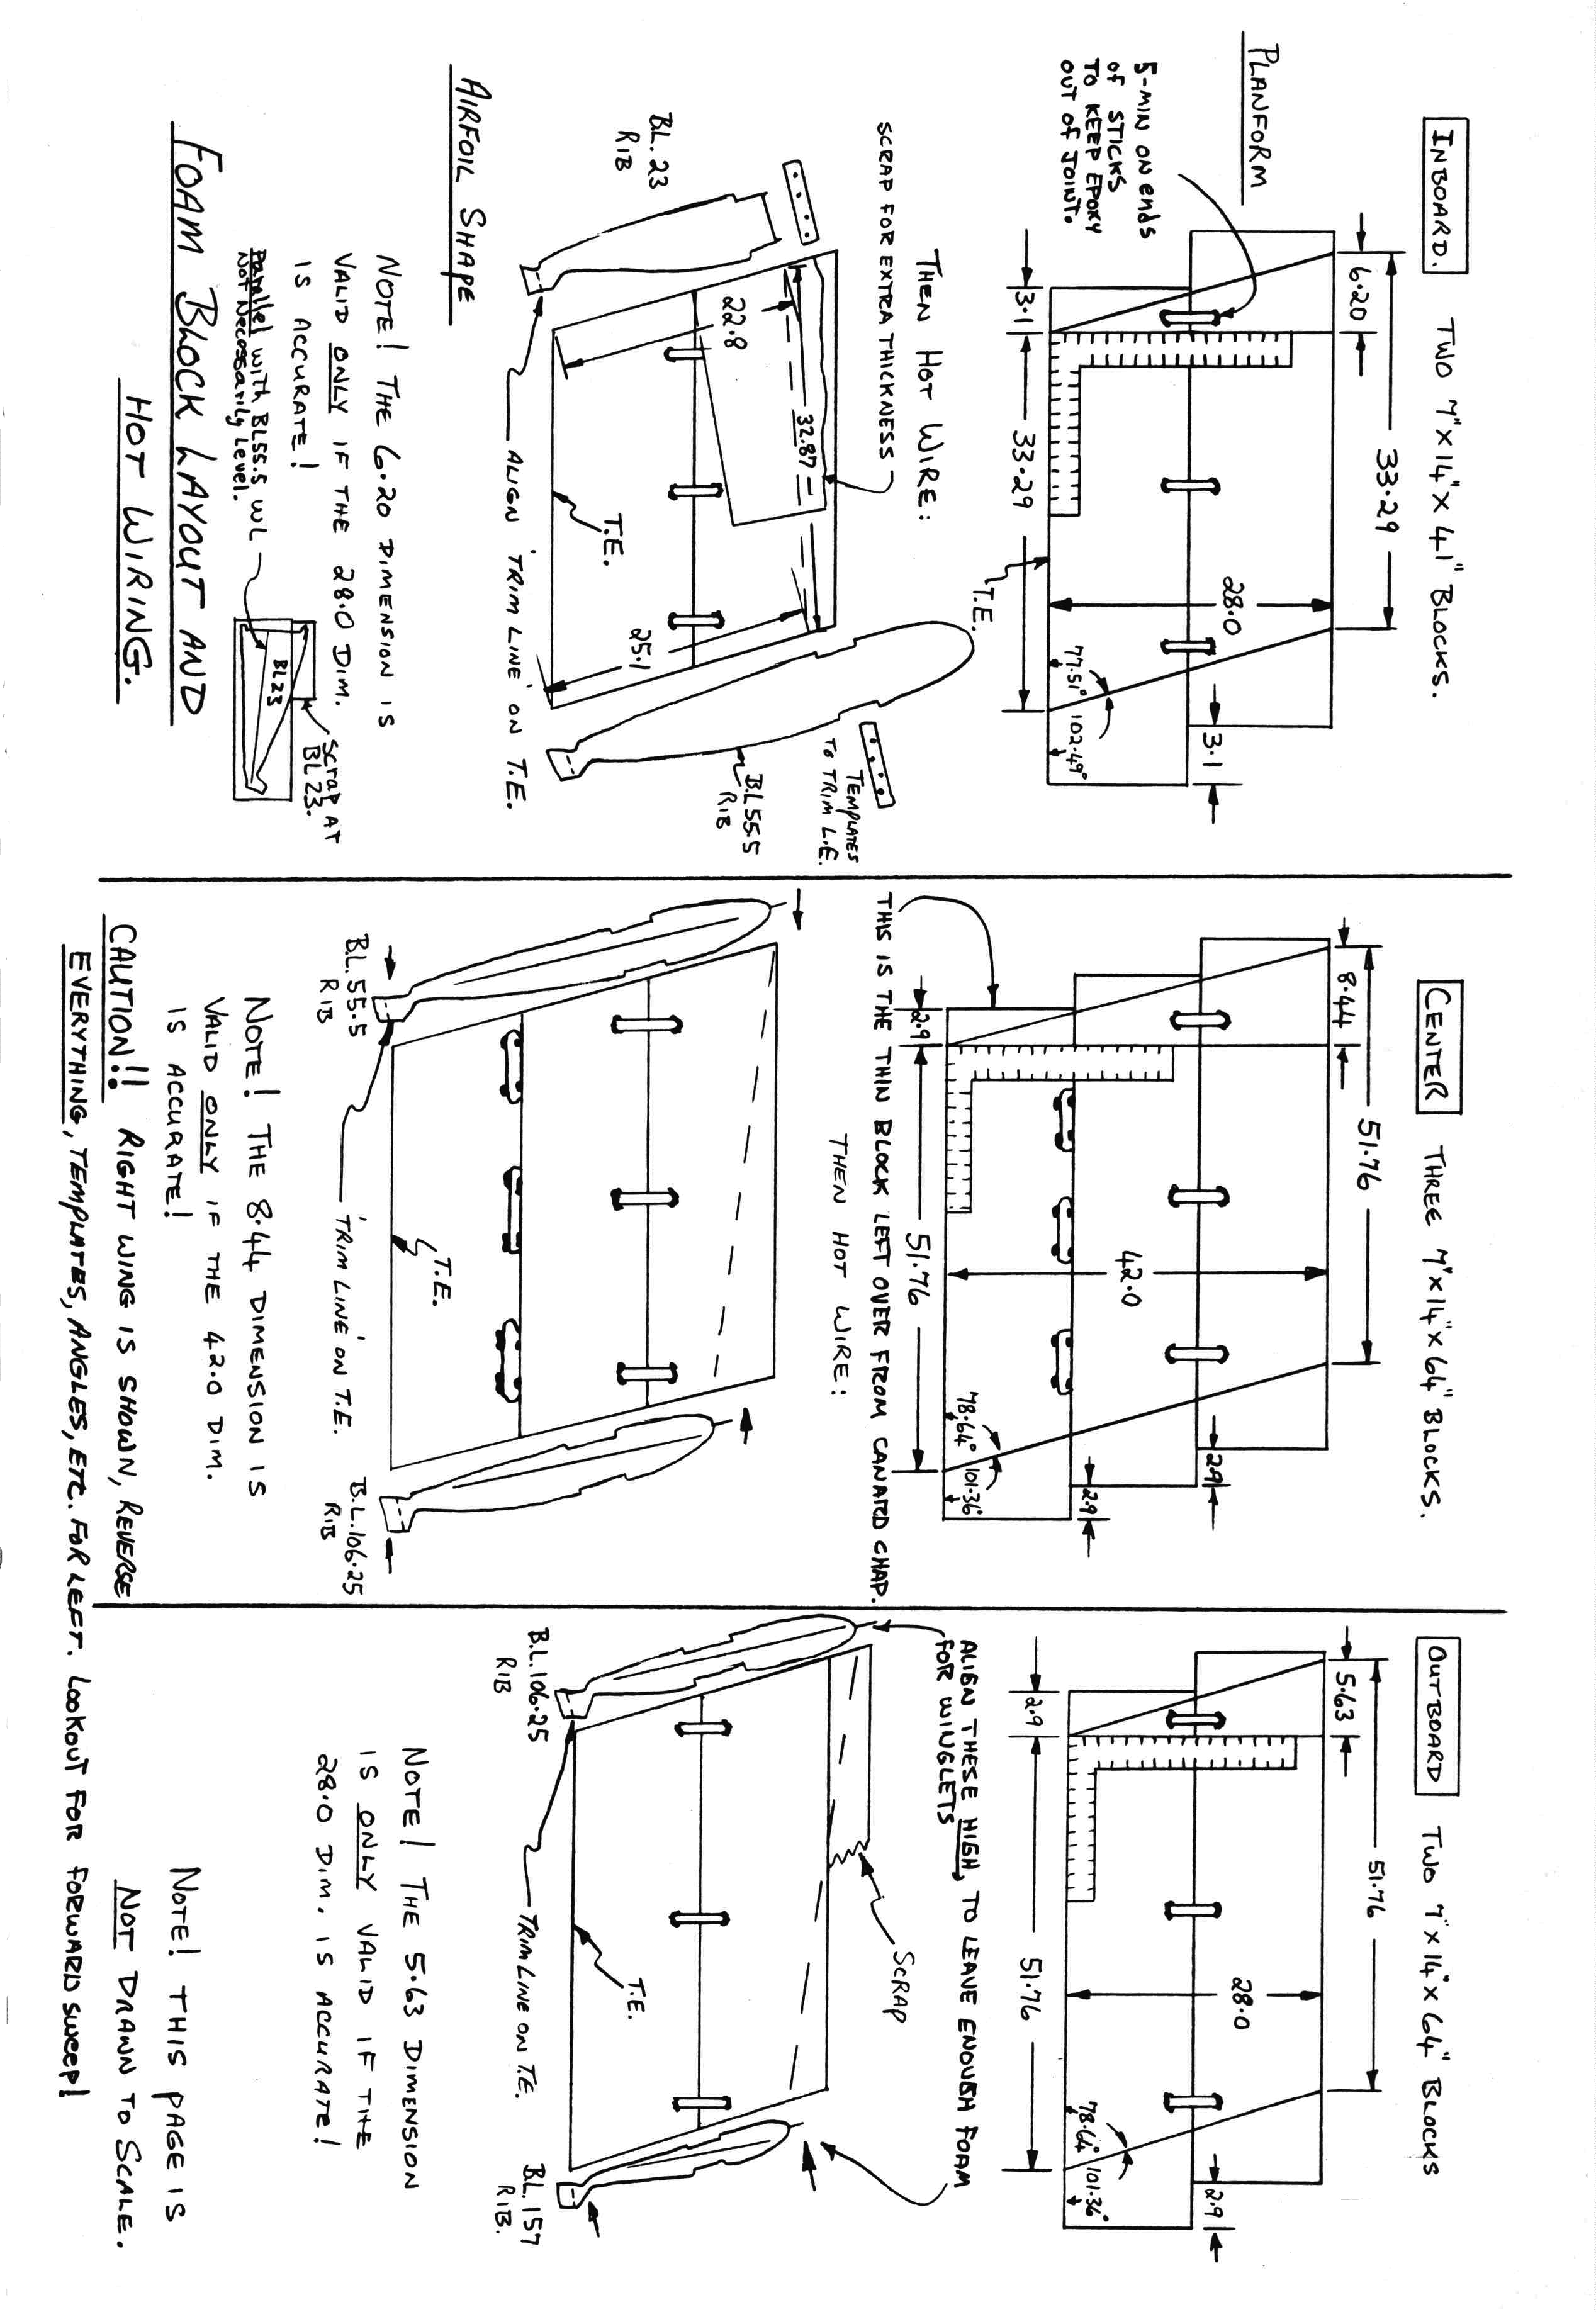 INBOARD. TWO 7" X 14" X 41" BLOCKS.
PLANFORM
33.29
6.20
5-MIN ON ENDS
OF STICKS
TO KEEP EPOXY
OUT OF JOINT.
28.0
3.1
3.1
77.51° 102.49°
33.29
T.E.
THEN HOT WIRE:
SCRAP FOR EXTRA THICKNESS
TEMPLATES
TO TRIM L.E.
32.87
22.8
25.1
B.L. 23
RIB
B.L 55.5
RIB
T.E.
ALIGN 'TRIM LINE' ON T.E.
AIRFOIL SHAPE
NOTE! THE 6.20 DIMENSION IS
VALID ONLY IF THE 28.0 DIM.
IS ACCURATE!
Parallel with BL55.5 WL
Not Necessarily Level.
BL23
SCRAP AT
BL23.
FOAM BLOCK LAYOUT AND
HOT WIRING.
CENTER THREE 7" X 14" X 64" BLOCKS.
51.76
8.44
42.0
2.9
2.9
2.9
78.64° 101.36°
51.76
THIS IS THE THIN BLOCK LEFT OVER FROM CANARD CHAP.
THEN HOT WIRE:
B.L. 55.5
RIB
B.L. 106.25
RIB
T.E.
'TRIM LINE' ON T.E.
NOTE! THE 8.44 DIMENSION IS
VALID ONLY IF THE 42.0 DIM.
IS ACCURATE!
OUTBOARD TWO 7" X 14" X 64" BLOCKS
51.76
5.63
28.0
2.9
2.9
78.64° 101.36°
51.76
ALIGN THESE HIGH, TO LEAVE ENOUGH FOAM
FOR WINGLETS
SCRAP
B.L. 106.25
RIB
B.L. 157
RIB.
T.E.
TRIM LINE ON T.E.
NOTE! THE 5.63 DIMENSION
IS ONLY VALID IF THE
28.0 DIM. IS ACCURATE!
NOTE! THIS PAGE IS
NOT DRAWN TO SCALE.
CAUTION!! RIGHT WING IS SHOWN, REVERSE
EVERYTHING, TEMPLATES, ANGLES, ETC. FOR LEFT. LOOKOUT FOR FORWARD SWEEP!